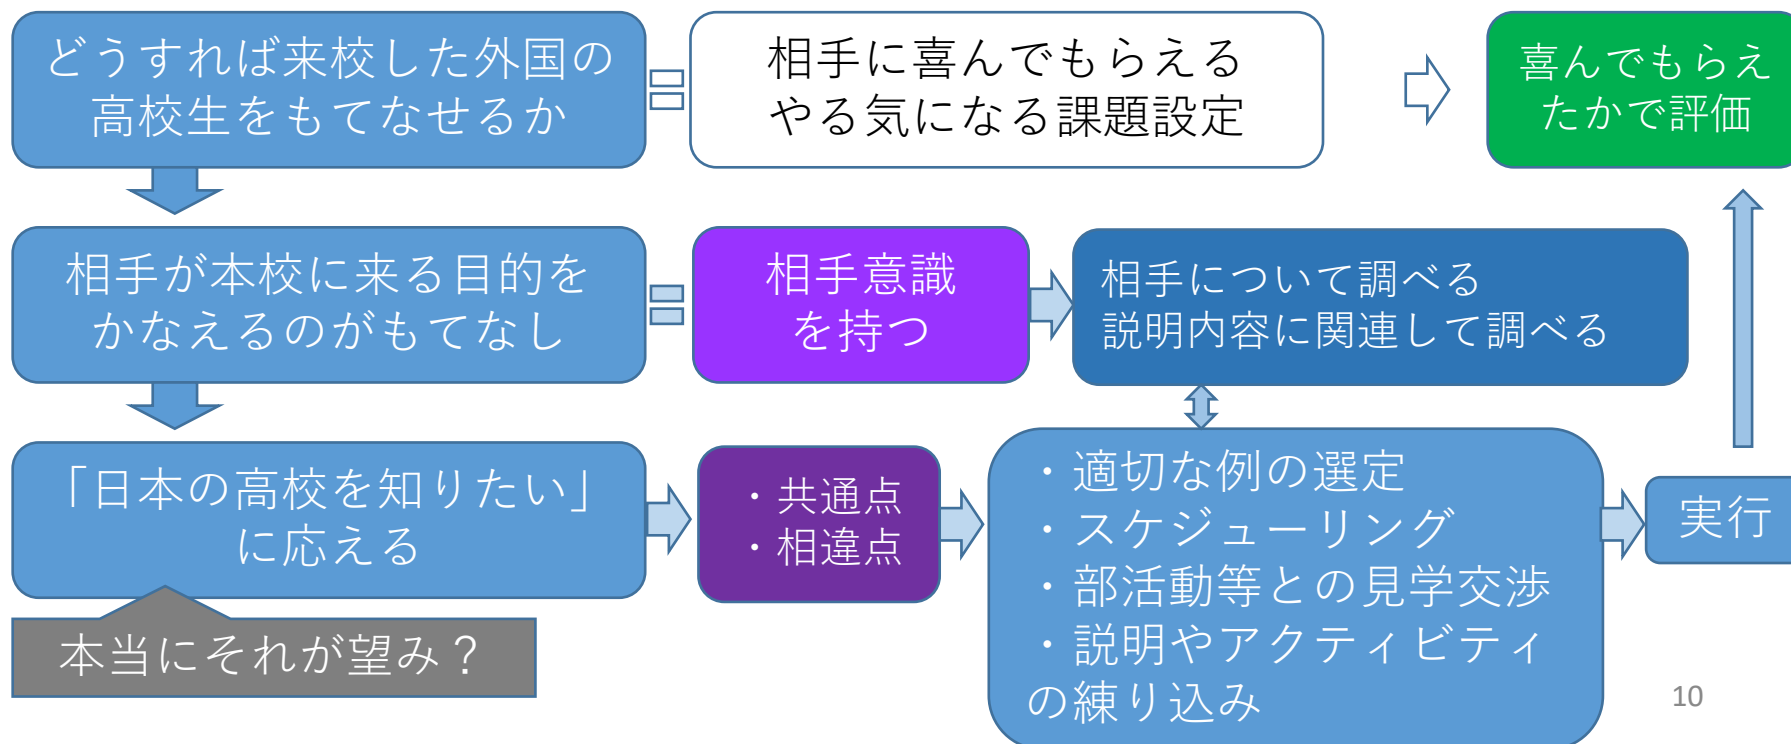 どうすれば来校した外国の
高校生をもてなせるか
相手に喜んでもらえる
やる気になる課題設定
喜んでもらえ
たかで評価
相手が本校に来る目的を
かなえるのがもてなし
相手意識
を持つ
相手について調べる
説明内容に関連して調べる
「日本の高校を知りたい」
に応える
・共通点
・相違点
・適切な例の選定
・スケジューリング
・部活動等との見学交渉
・説明やアクティビティ
の練り込み
実行
本当にそれが望み？
10